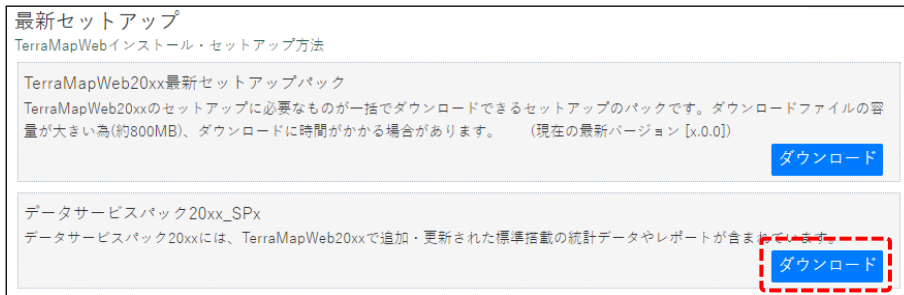 最新セットアップ
TerraMapWebインストール・セットアップ方法
TerraMapWeb20xx最新セットアップパック
TerraMapWeb20xxのセットアップに必要なものが一括でダウンロードできるセットアップのパックです。ダウンロードファイルの容
量が大きい為(約800MB)、ダウンロードに時間がかかる場合があります。 (現在の最新バージョン [x.0.0])
ダウンロード
データサービスパック20xx_SPx
データサービスパック20xxには、TerraMapWeb20xxで追加・更新された標準搭載の統計データやレポートが含まれています。
ダウンロード